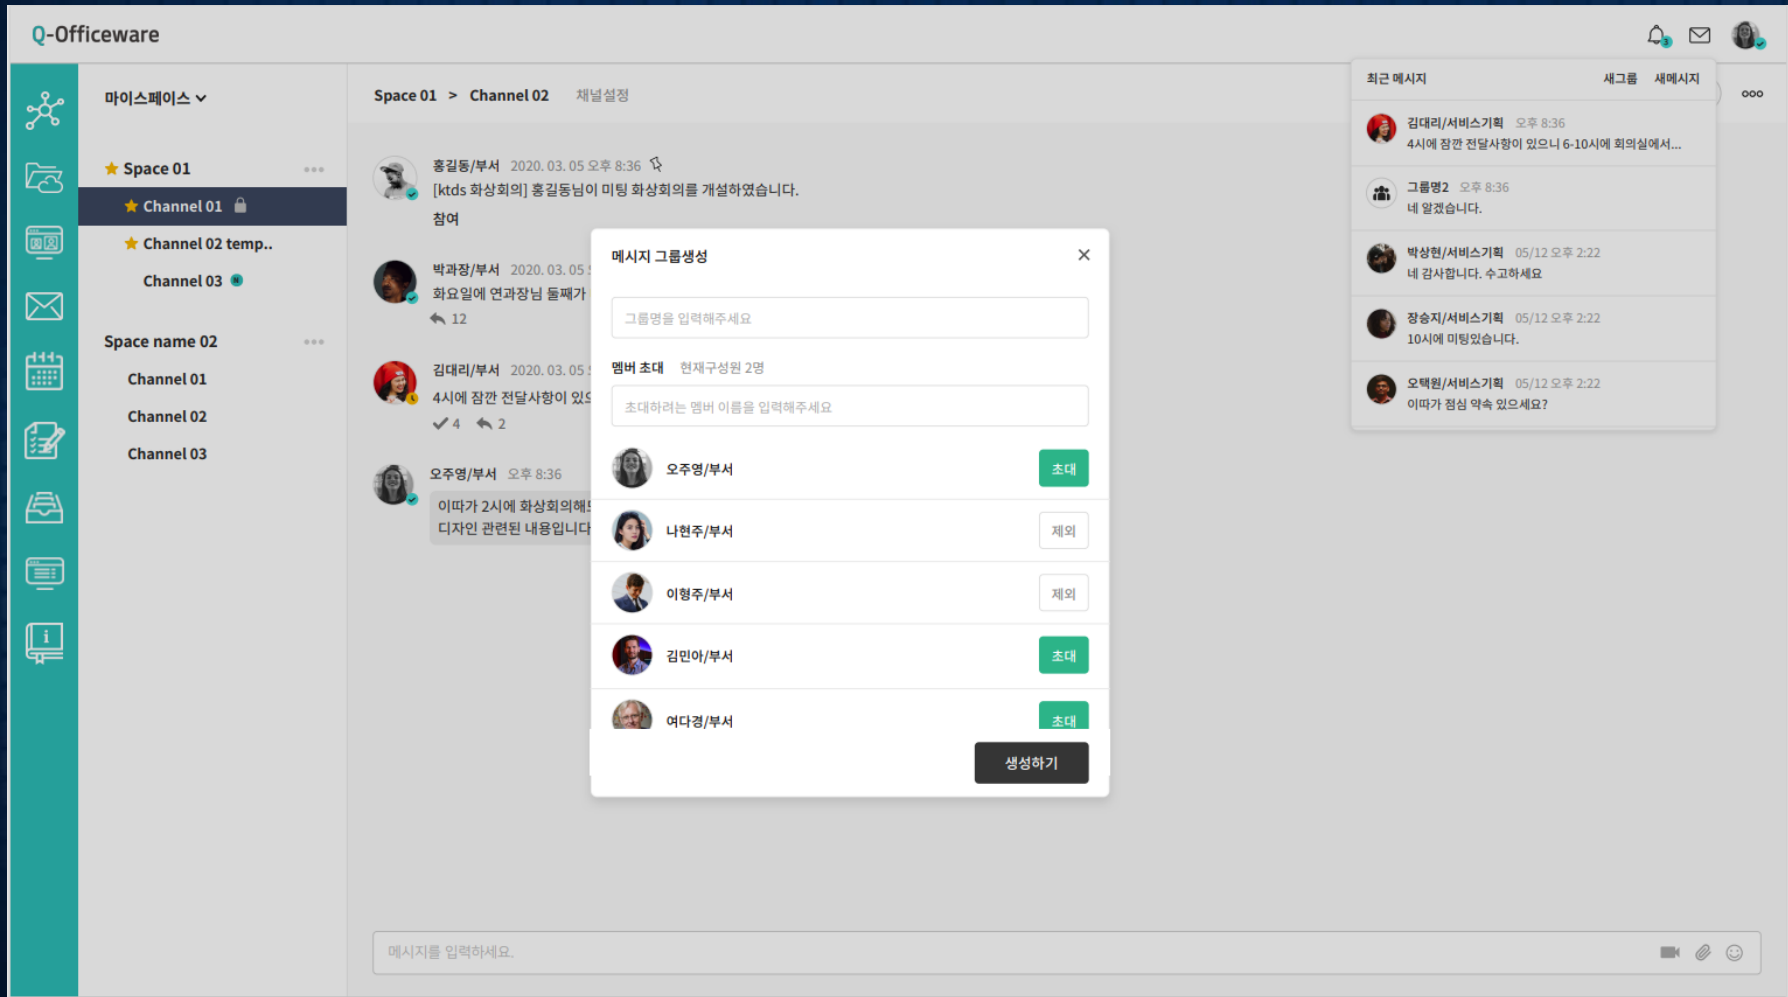 Q-Officeware
3
마이스페이스
Space 01
Channel 01
Channel 02 temp..
Channel 03 N
Space name 02
Channel 01
Channel 02
Channel 03
Space 01 > Channel 02 채널설정
홍길동/부서 2020. 03. 05 오후 8:36
[ktds 화상회의] 홍길동님이 미팅 화상회의를 개설하였습니다.
참여
박과장/부서 2020. 03. 05
화요일에 연과장님 둘째가
12
김대리/부서 2020. 03. 05
4시에 잠깐 전달사항이 있으
4 2
오주영/부서 오후 8:36
이따가 2시에 화상회의해
디자인 관련된 내용입니다
메시지를 입력하세요.
메시지 그룹생성
그룹명을 입력해주세요
멤버 초대 현재구성원 2명
초대하려는 멤버 이름을 입력해주세요
오주영/부서 초대
나현주/부서 제외
이형주/부서 제외
김민아/부서 초대
여다경/부서 초대
생성하기
최근 메시지 새그룹 새메시지
김대리/서비스기획 오후 8:36
4시에 잠깐 전달사항이 있으니 6-10시에 회의실에서...
그룹명2 오후 8:36
네 알겠습니다.
박상현/서비스기획 05/12 오후 2:22
네 감사합니다. 수고하세요
장승지/서비스기획 05/12 오후 2:22
10시에 미팅있습니다.
오택원/서비스기획 05/12 오후 2:22
이따가 점심 약속 있으세요?